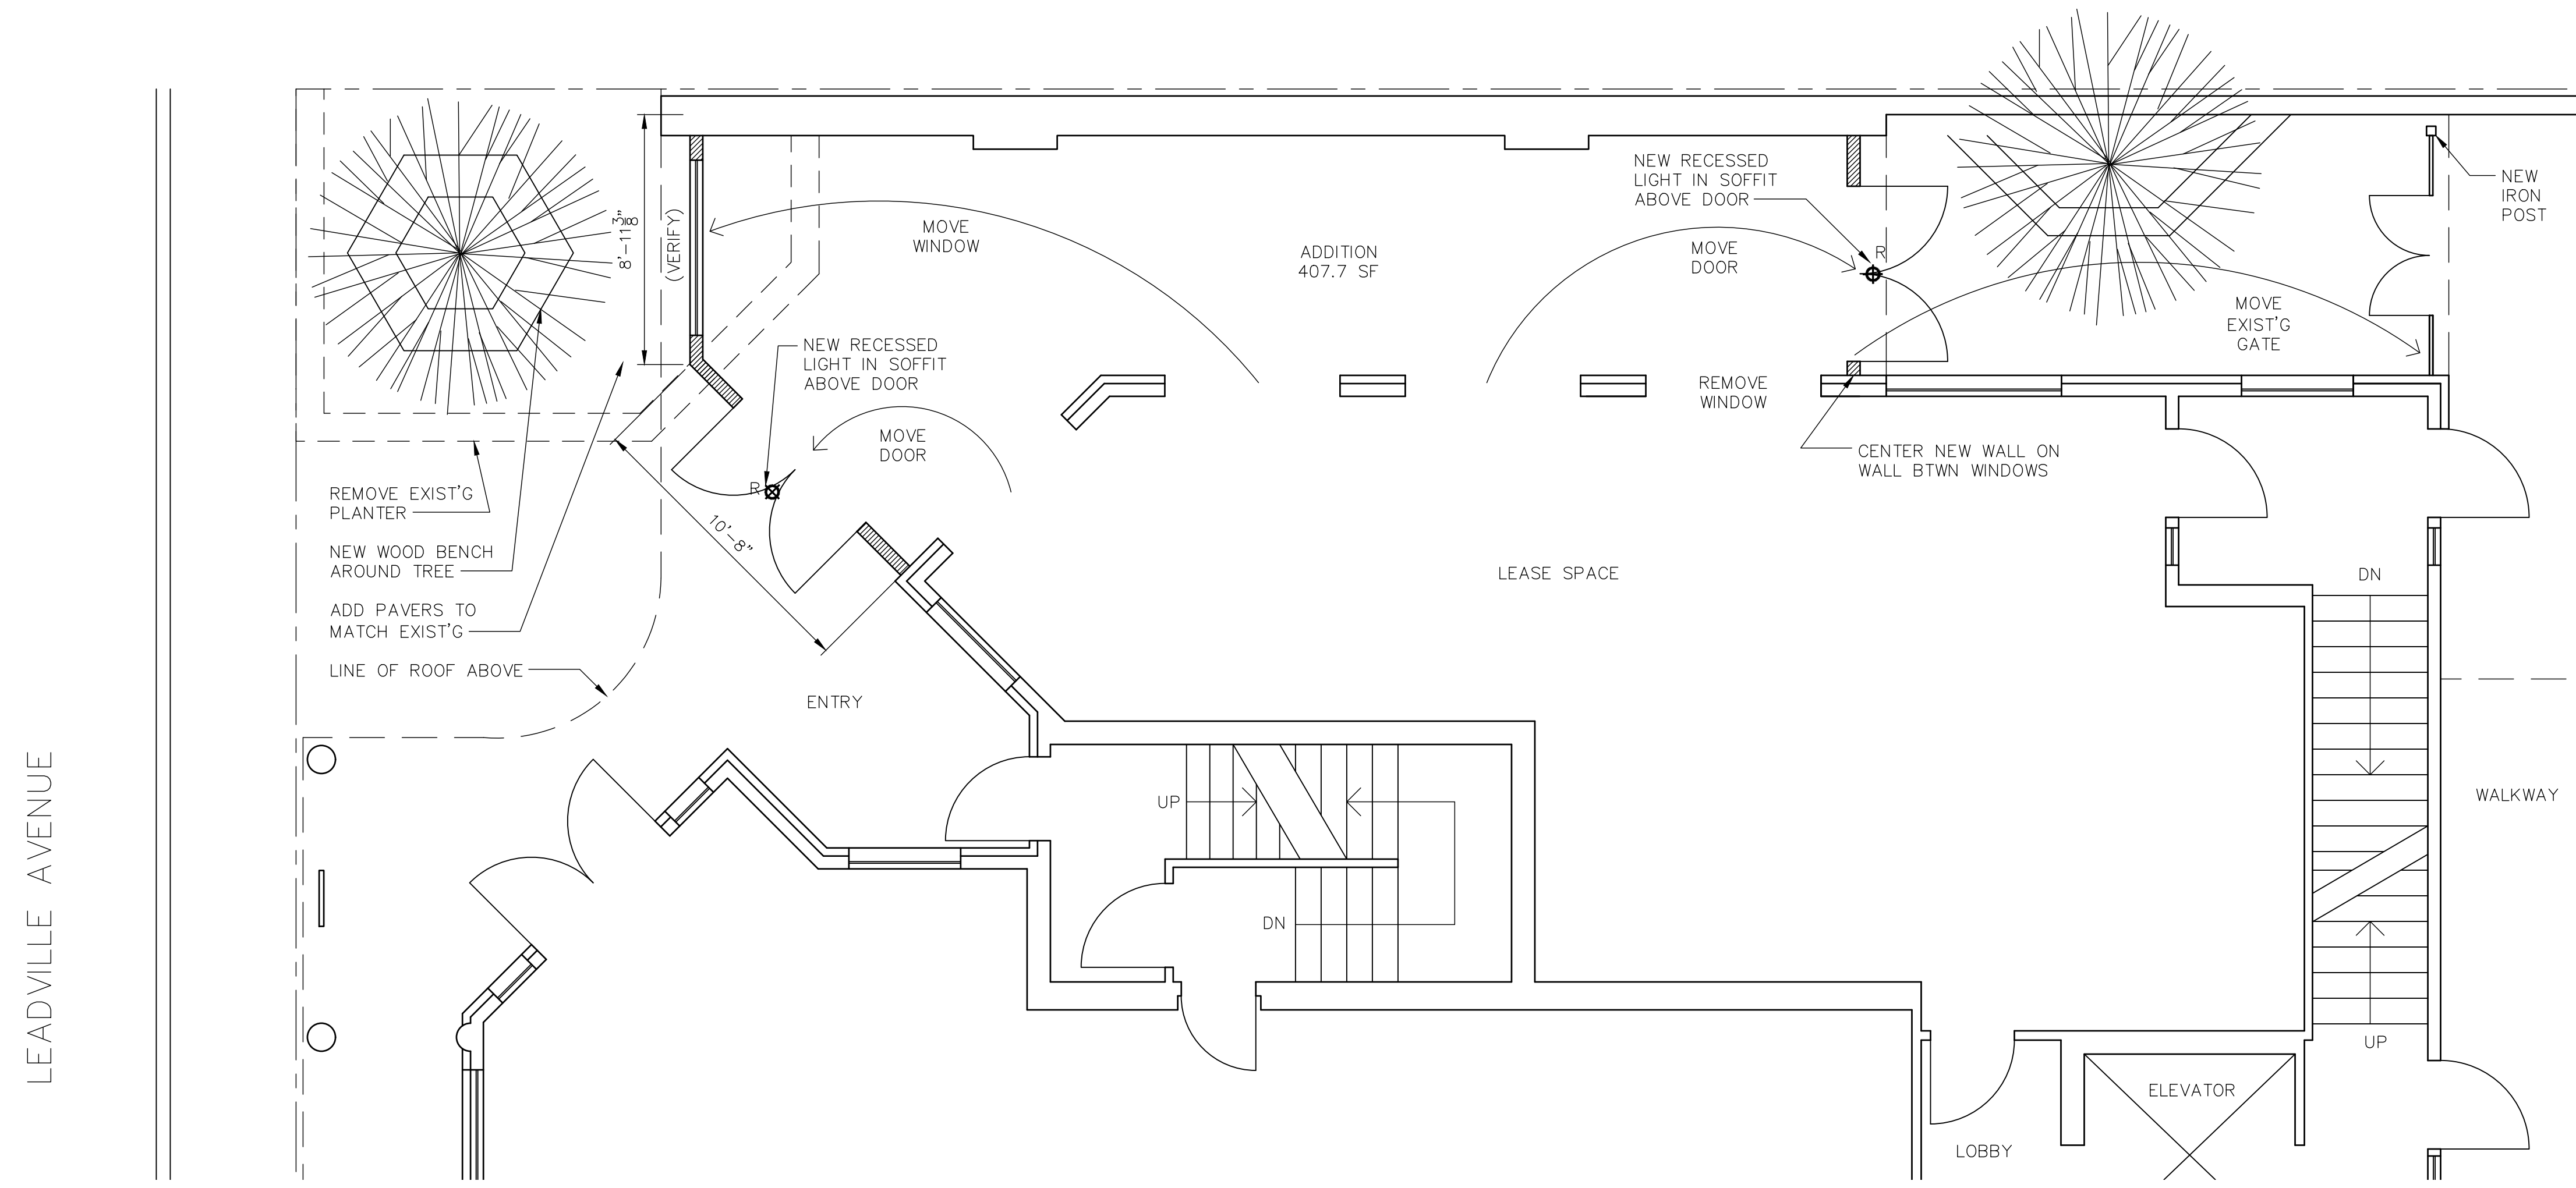 NEW RECESSED
LIGHT IN SOFFIT
ABOVE DOOR
NEW
IRON
POST
MOVE
WINDOW
8'-11 3/8"
(VERIFY)
ADDITION
407.7 SF
MOVE
DOOR
R
MOVE
EXIST'G
GATE
NEW RECESSED
LIGHT IN SOFFIT
ABOVE DOOR
REMOVE
WINDOW
MOVE
DOOR
CENTER NEW WALL ON
WALL BTWN WINDOWS
R
REMOVE EXIST'G
PLANTER
10'-8"
NEW WOOD BENCH
AROUND TREE
LEASE SPACE
DN
ADD PAVERS TO
MATCH EXIST'G
LINE OF ROOF ABOVE
ENTRY
LEADVILLE AVENUE
UP
WALKWAY
DN
UP
ELEVATOR
LOBBY